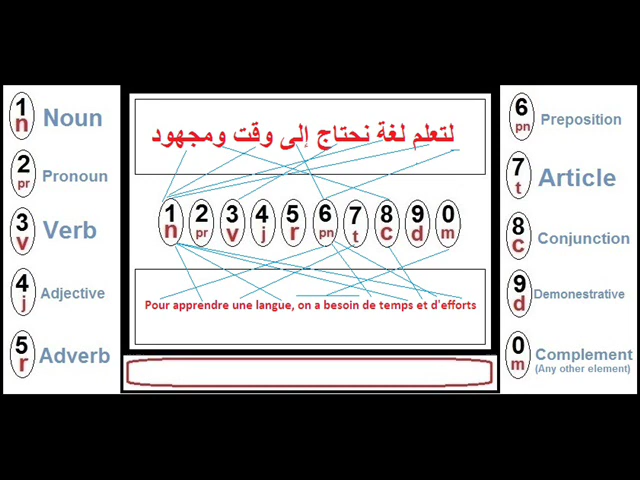 1
n
Noun
2
pr
Pronoun
3
v
Verb
4
j
Adjective
5
r
Adverb
لتعلم لغة نحتاج إلى وقت ومجهود
1 2 3 4 5 6 7 8 9 0
n pr v j r pn t c d m
Pour apprendre une langue, on a besoin de temps et d'efforts
6
pn
Preposition
7
t
Article
8
c
Conjunction
9
d
Demonestrative
0
m
Complement
(Any other element)